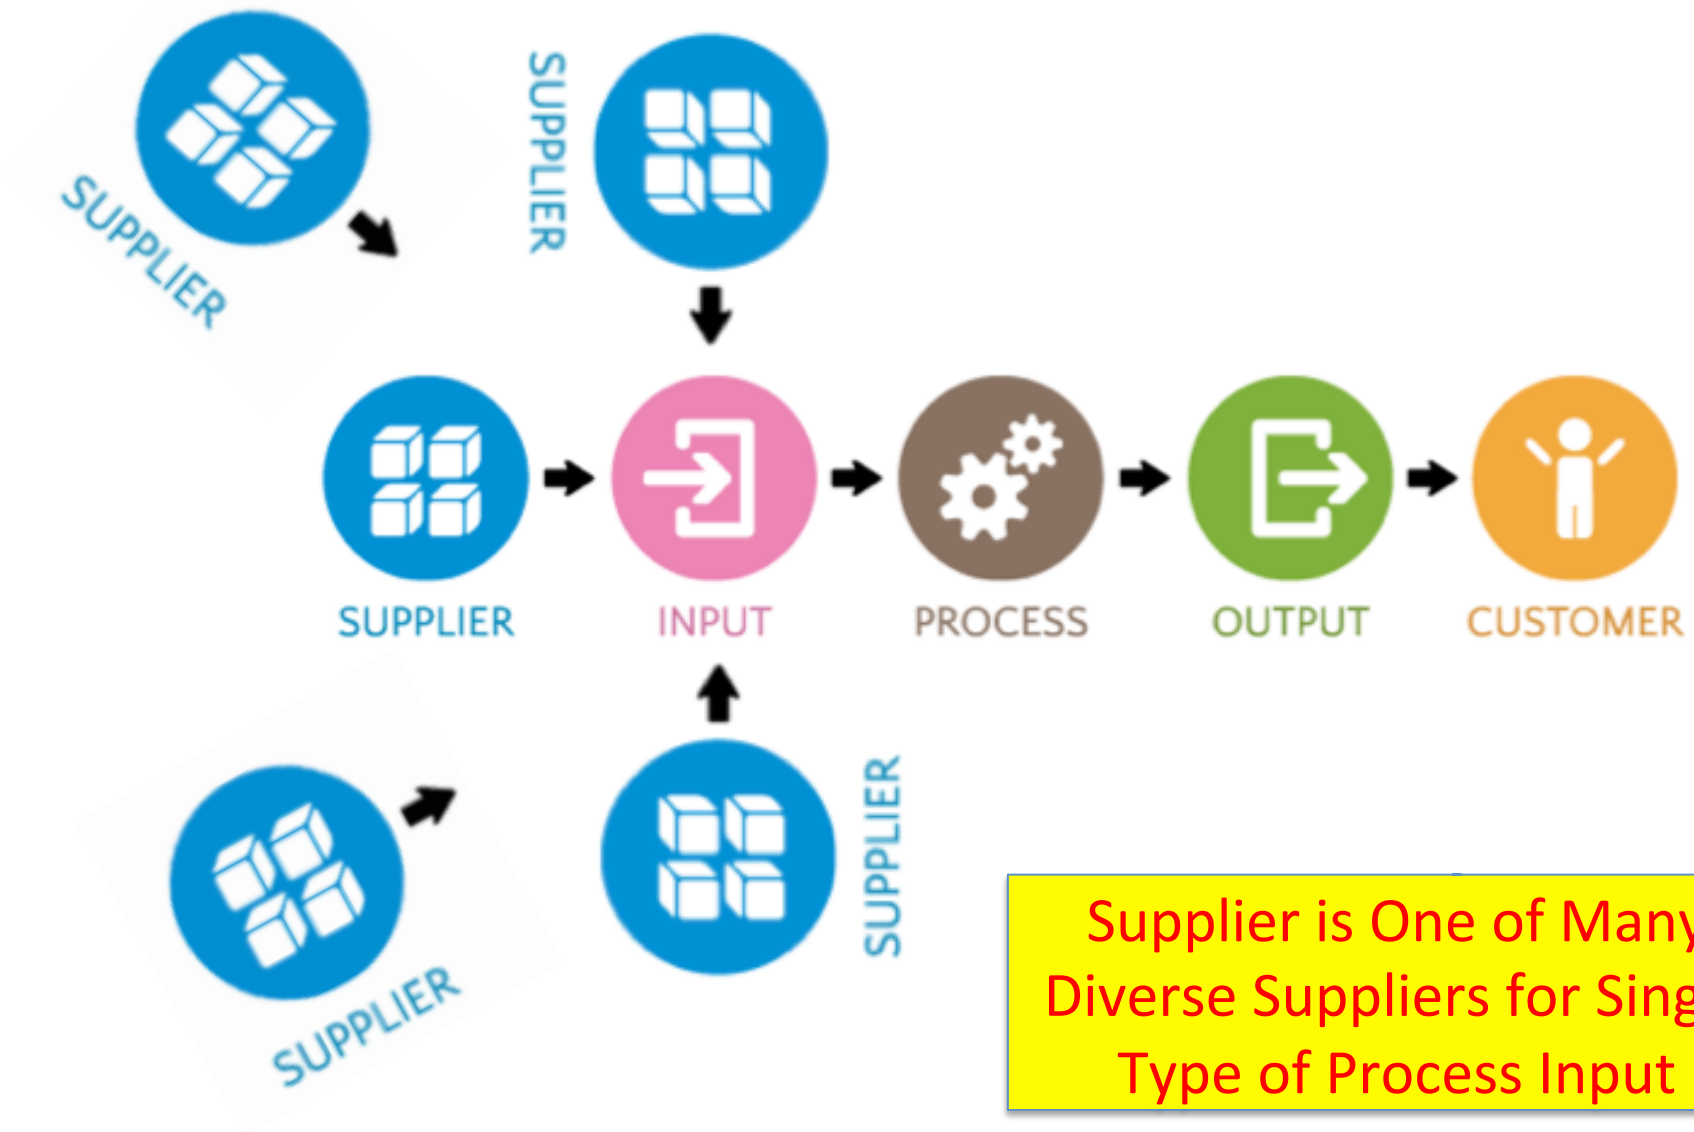 SUPPLIER
SUPPLIER
SUPPLIER
INPUT
PROCESS
OUTPUT
CUSTOMER
SUPPLIER
SUPPLIER
Supplier is One of Many
Diverse Suppliers for Sing
Type of Process Input